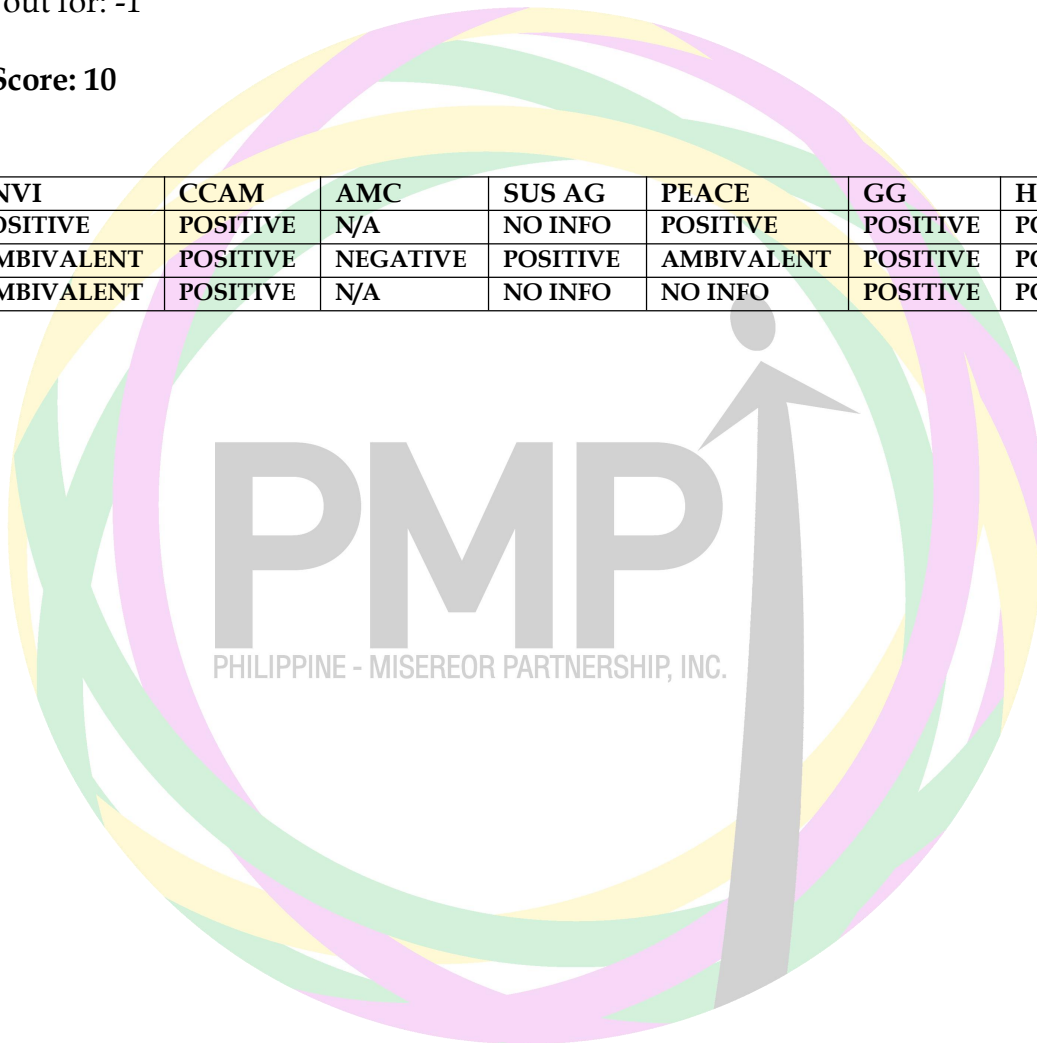 out for: -1
Score: 10
NVI CCAM AMC SUS AG PEACE GG H
OSITIVE POSITIVE N/A NO INFO POSITIVE POSITIVE PO
MBIVALENT POSITIVE NEGATIVE POSITIVE AMBIVALENT POSITIVE PO
MBIVALENT POSITIVE N/A NO INFO NO INFO POSITIVE PO
PMPI
PHILIPPINE - MISEREOR PARTNERSHIP, INC.